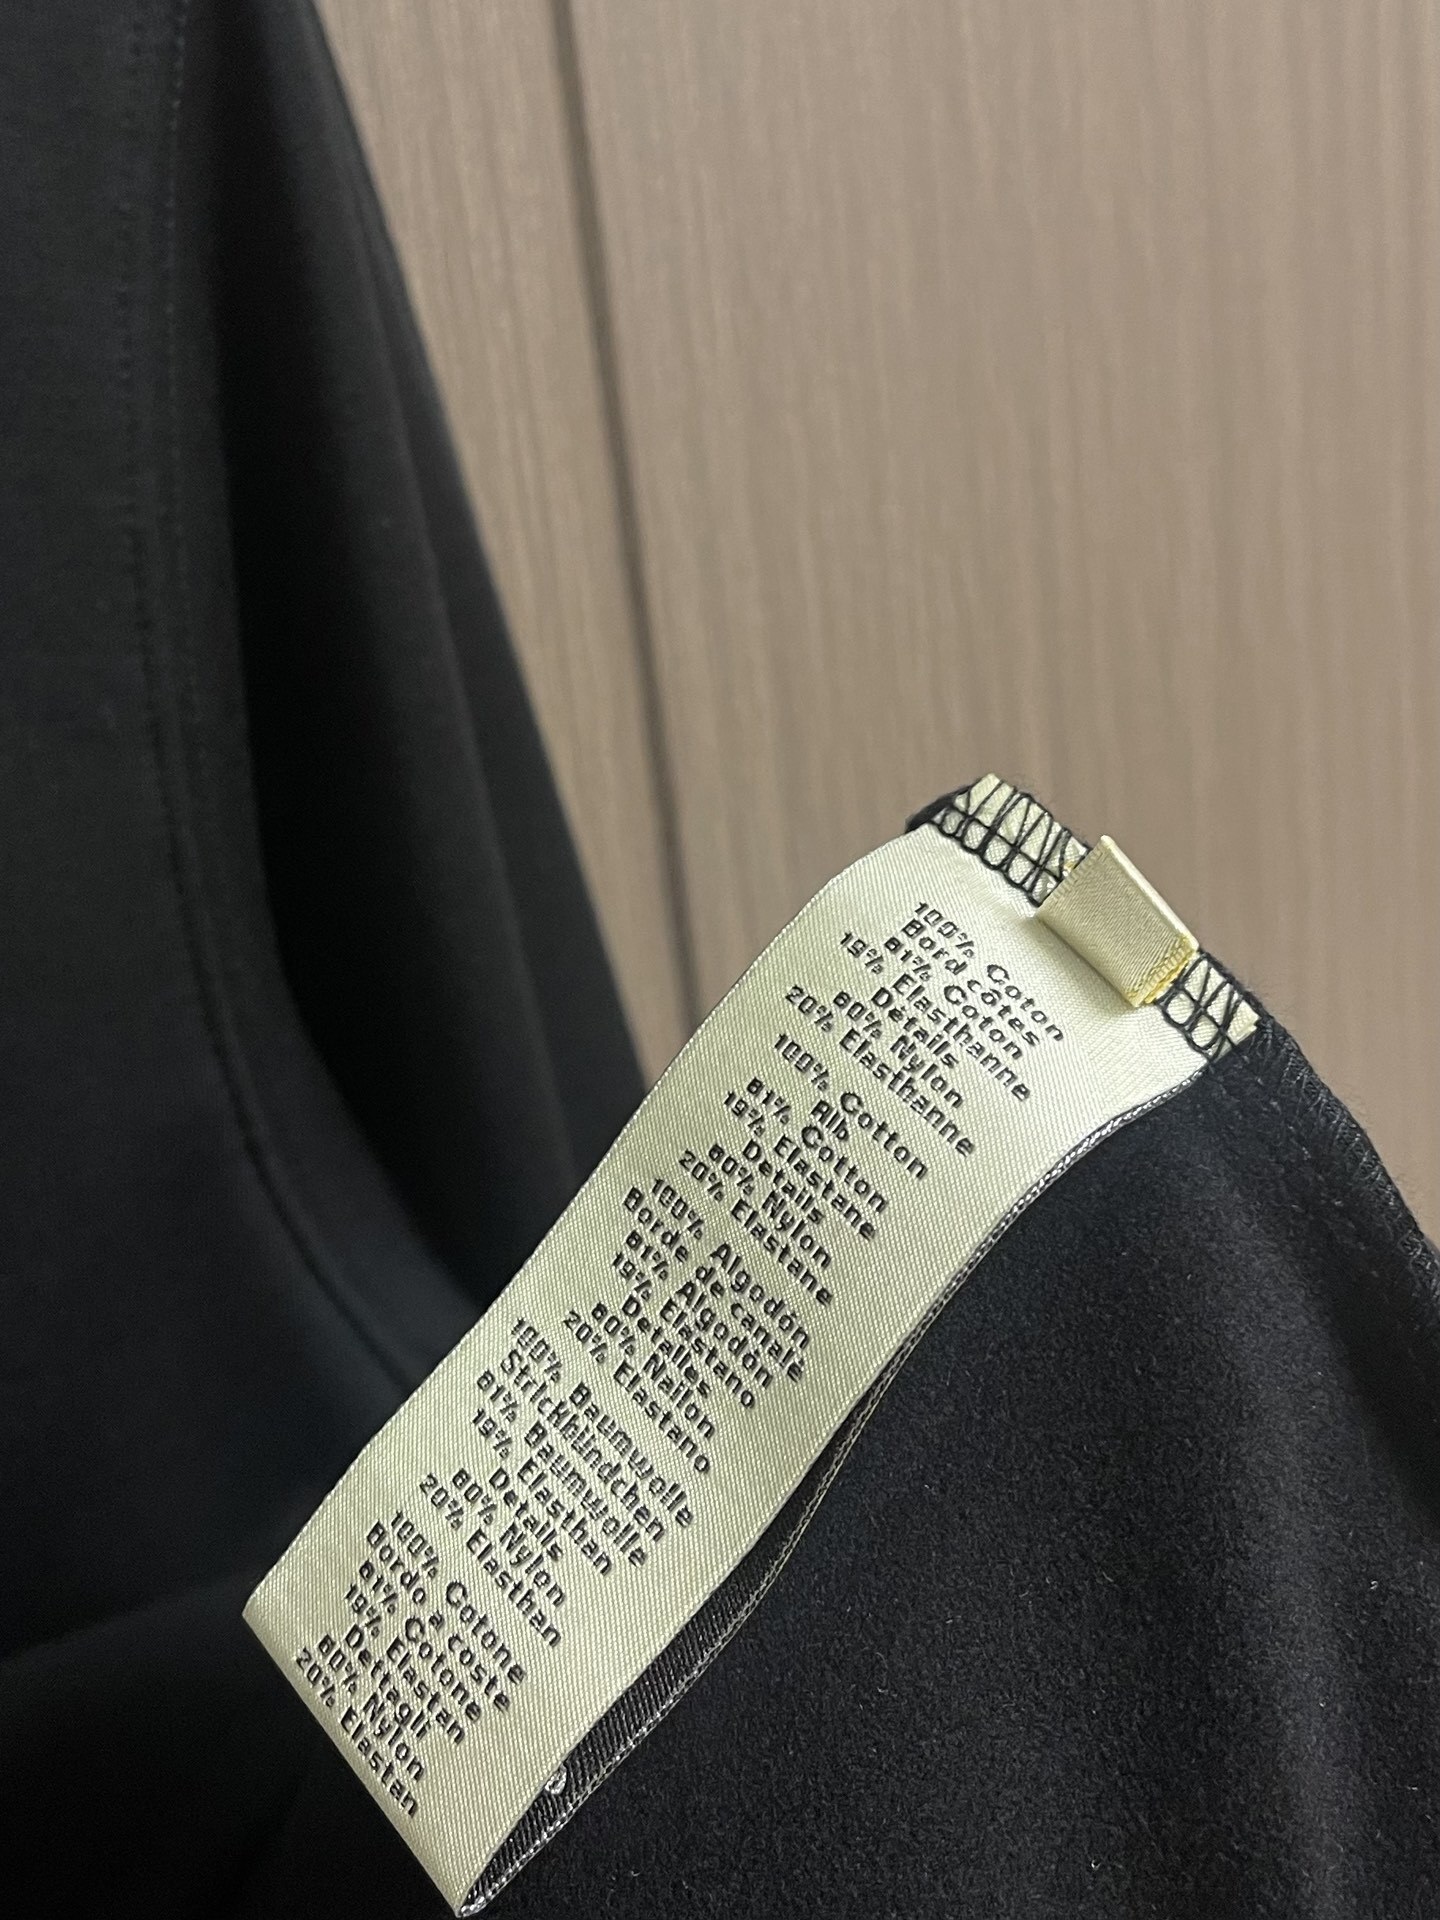 100% Coton
Bord côtes
81% Coton
19% Elasthanne
Détails
80% Nylon
20% Elasthanne
100% Cotton
Rib
81% Cotton
19% Elastane
Details
80% Nylon
20% Elastane
100% Algodón
Borde de canalé
81% Algodón
19% Elastano
Detalles
80% Nailon
20% Elastano
100% Baumwolle
Strickbündchen
81% Baumwolle
19% Elasthan
Details
80% Nylon
20% Elasthan
100% Cotone
Bordo a coste
81% Cotone
19% Elastan
Dettagli
80% Nylon
20% Elastan